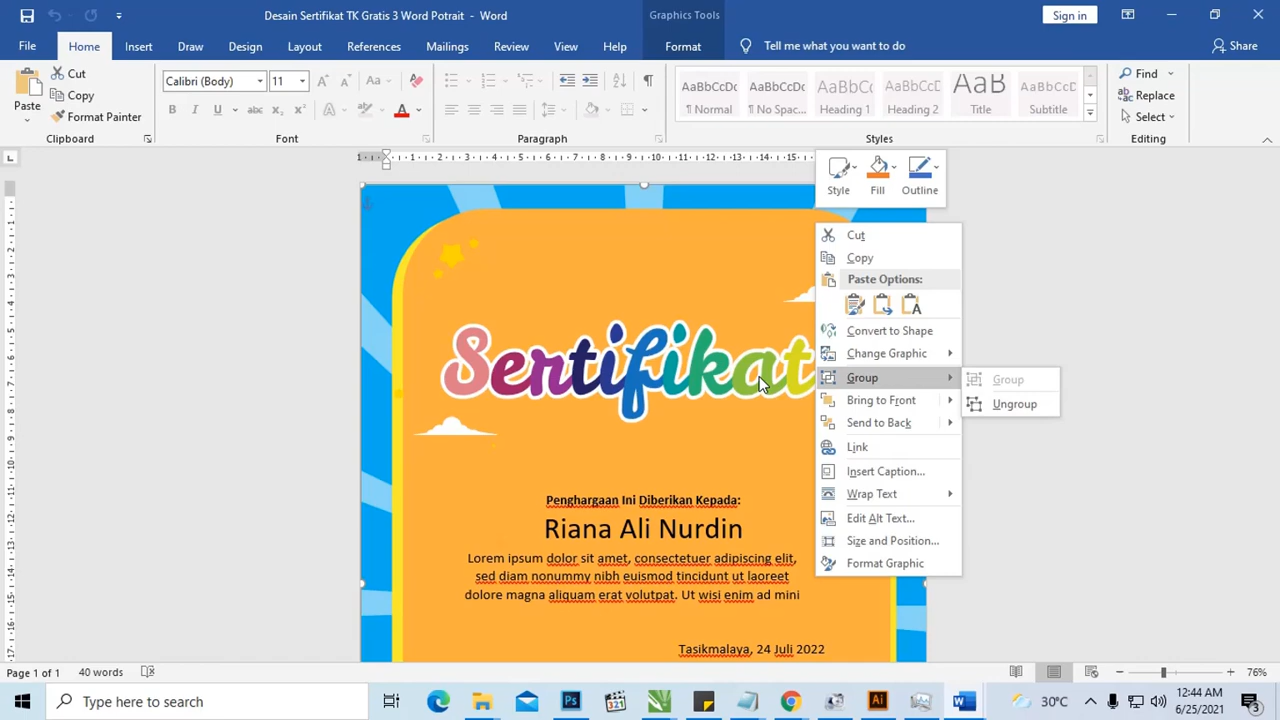 Desain Sertifikat TK Gratis 3 Word Potrait - Word
Graphics Tools
Sign in
File
Home
Insert
Draw
Design
Layout
References
Mailings
Review
View
Help
Format
Tell me what you want to do
Share
Paste
Cut
Copy
Format Painter
Clipboard
Calibri (Body)
11
Font
Paragraph
AaBbCcDc
¶ Normal
AaBbCcDc
¶ No Spac...
AaBbCc
Heading 1
AaBbCcD
Heading 2
AaB
Title
AaBbCcD
Subtitle
Styles
Find
Replace
Select
Editing
Style
Fill
Outline
Cut
Copy
Paste Options:
Convert to Shape
Change Graphic
Group
Bring to Front
Send to Back
Link
Insert Caption...
Wrap Text
Edit Alt Text...
Size and Position...
Format Graphic
Group
Ungroup
Sertifikat
Penghargaan Ini Diberikan Kepada:
Riana Ali Nurdin
Lorem ipsum dolor sit amet, consectetuer adipiscing elit,
sed diam nonummy nibh euismod tincidunt ut laoreet
dolore magna aliquam erat volutpat. Ut wisi enim ad mini
Tasikmalaya, 24 Juli 2022
Page 1 of 1
40 words
76%
Type here to search
30°C
12:44 AM
6/25/2021
3